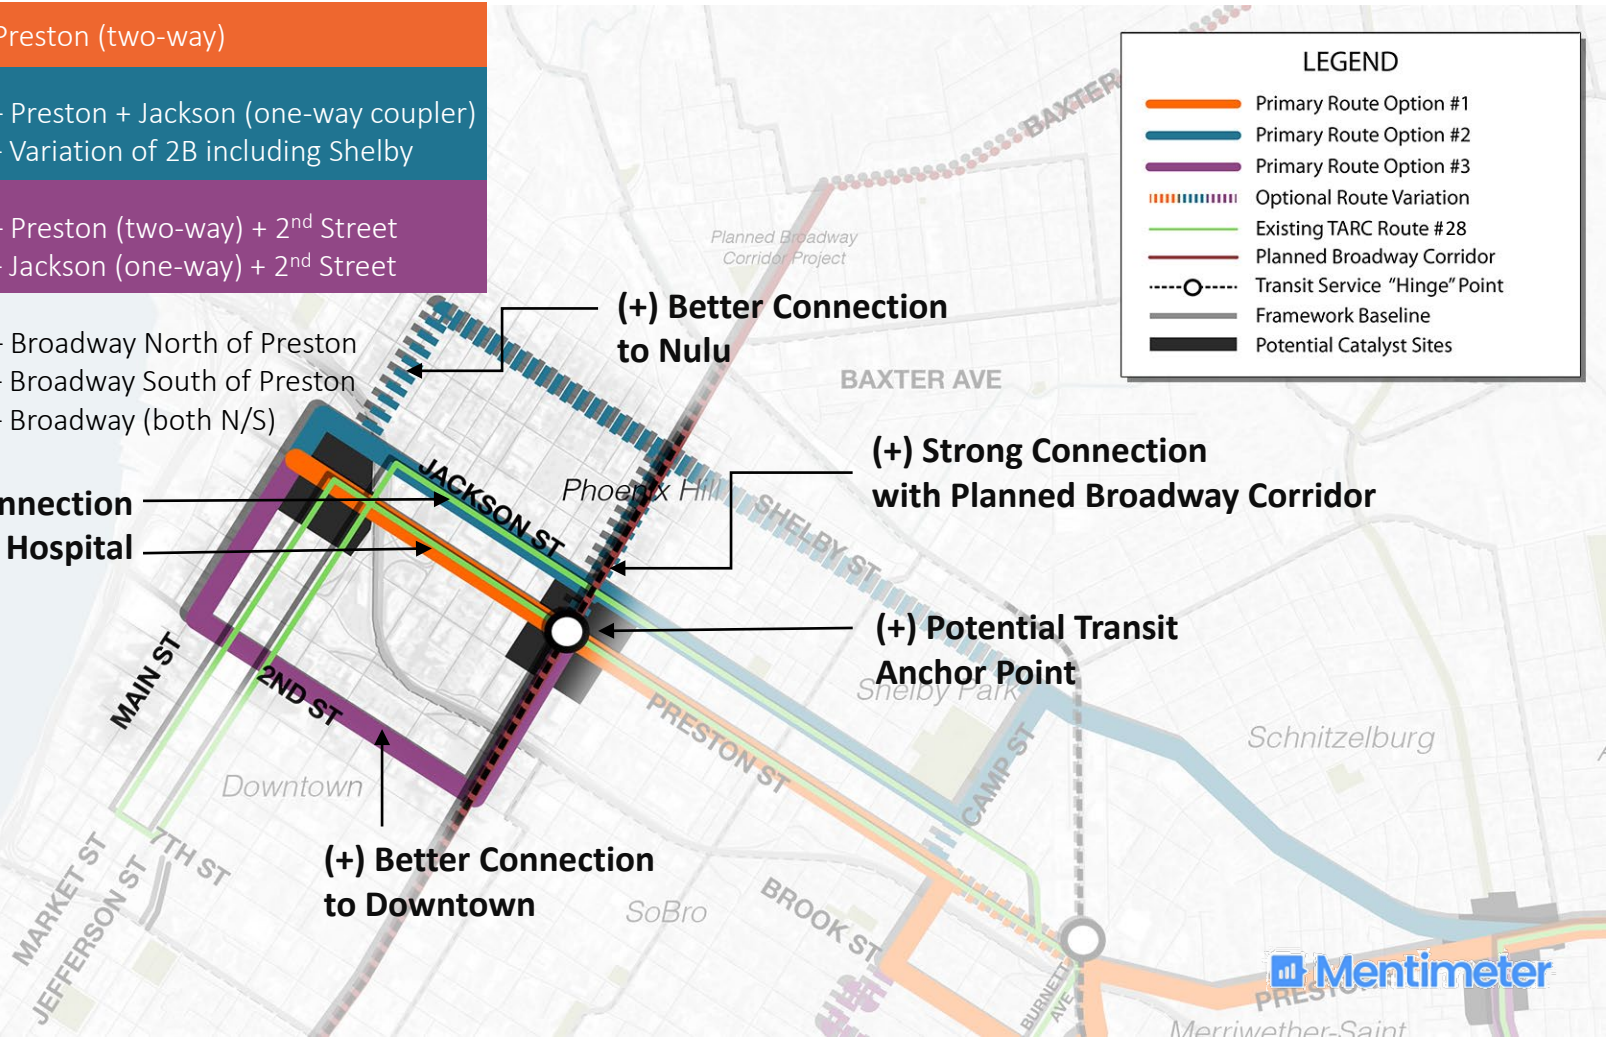 Preston (two-way)
- Preston + Jackson (one-way coupler)
- Variation of 2B including Shelby
- Preston (two-way) + 2nd Street
- Jackson (one-way) + 2nd Street
- Broadway North of Preston
- Broadway South of Preston
- Broadway (both N/S)
nnection
Hospital
LEGEND
Primary Route Option #1
Primary Route Option #2
Primary Route Option #3
Optional Route Variation
Existing TARC Route #28
Planned Broadway Corridor
Transit Service "Hinge" Point
Framework Baseline
Potential Catalyst Sites
BAXTER
Planned Broadway
Corridor Project
(+) Better Connection
to Nulu
BAXTER AVE
(+) Strong Connection
with Planned Broadway Corridor
JACKSON ST
Phoenix Hill
SHELBY ST
(+) Potential Transit
Anchor Point
Shelby Park
MAIN ST
2ND ST
PRESTON ST
CAMP ST
Schnitzelburg
Downtown
(+) Better Connection
to Downtown
MARKET ST
JEFFERSON ST
7TH ST
SoBro
BROOK ST
BURNETT
AVE
Mentimeter
Merriwether-Saint